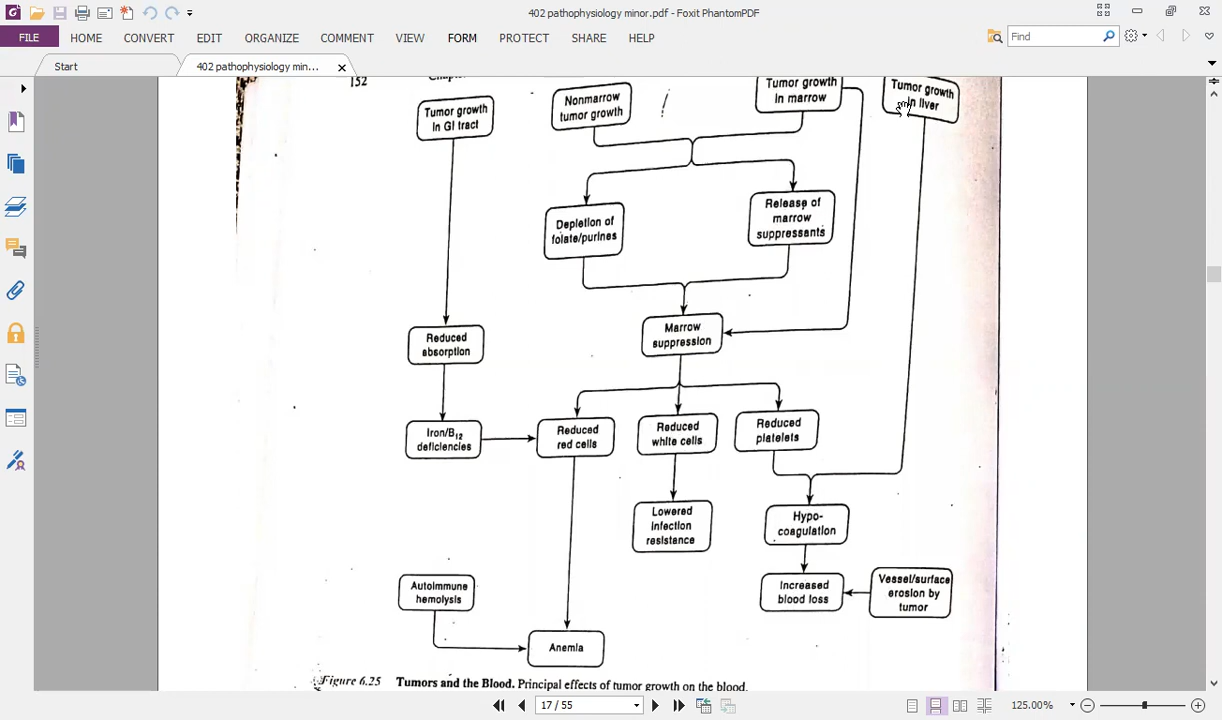 402 pathophysiology minor.pdf - Foxit PhantomPDF
FILE
HOME
CONVERT
EDIT
ORGANIZE
COMMENT
VIEW
FORM
PROTECT
SHARE
HELP
Find
Start
402 pathophysiology min...
152
Tumor growth
in GI tract
Nonmarrow
tumor growth
Tumor growth
in marrow
Tumor growth
in liver
Depletion of
folate/purines
Release of
marrow
suppressants
Marrow
suppression
Reduced
absorption
Iron/B12
deficiencies
Reduced
red cells
Reduced
white cells
Reduced
platelets
Lowered
infection
resistance
Hypo-
coagulation
Autoimmune
hemolysis
Increased
blood loss
Vessel/surface
erosion by
tumor
Anemia
Figure 6.25 Tumors and the Blood. Principal effects of tumor growth on the blood.
17 / 55
125.00%